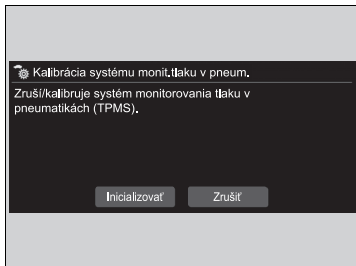 Kalibrácia systému monit.tlaku v pneum.
Zruší/kalibruje systém monitorovania tlaku v
pneumatikách (TPMS).
Inicializovať Zrušiť